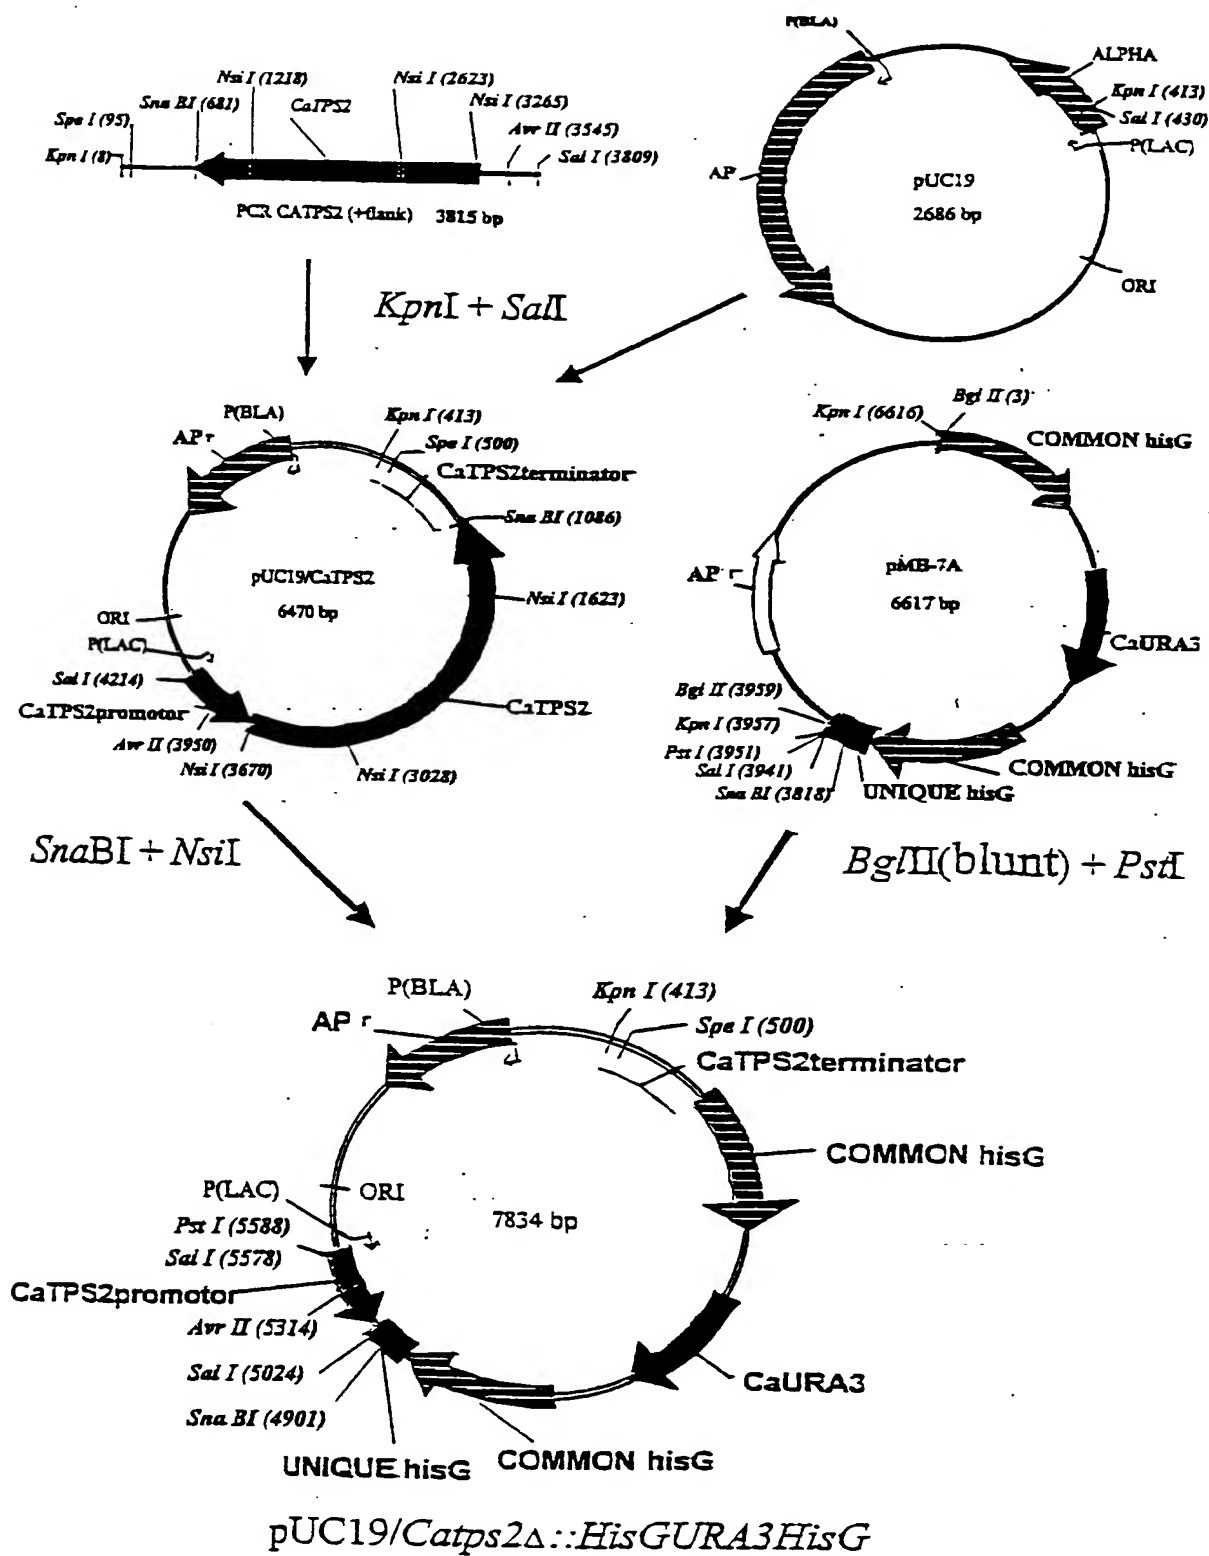 Nsi I (1218)
Nsi I (2623)
Sna BI (681)
CaTPS2
Nsi I (3265)
Spe I (95)
Avr II (3545)
Kpn I (8)
Sal I (3809)
PCR CATPS2 (+flank) 3815 bp
P(BLA)
ALPHA
Kpn I (413)
Sal I (430)
P(LAC)
AP
pUC19
2686 bp
ORI
KpnI + SalI
P(BLA)
AP r
Kpn I (413)
Spe I (500)
CaTPS2terminator
Sna BI (1086)
pUC19/CaTPS2
6470 bp
Nsi I (1623)
ORI
P(LAC)
Sal I (4214)
CaTPS2promotor
CaTPS2
Avr II (3950)
Nsi I (3670)
Nsi I (3028)
Bgl II (3)
Kpn I (6616)
COMMON hisG
pMB-7A
6617 bp
AP r
CaURA3
Bgl II (3959)
Kpn I (3957)
Pst I (3951)
Sal I (3941)
Sna BI (3818)
UNIQUE hisG
COMMON hisG
SnaBI + NsiI
BglII(blunt) + PstI
P(BLA)
AP r
Kpn I (413)
Spe I (500)
CaTPS2terminator
COMMON hisG
P(LAC)
ORI
7834 bp
Pst I (5588)
Sal I (5578)
CaTPS2promotor
Avr II (5314)
Sal I (5024)
Sna BI (4901)
CaURA3
UNIQUE hisG
COMMON hisG
pUC19/Catps2Δ::HisGURA3HisG